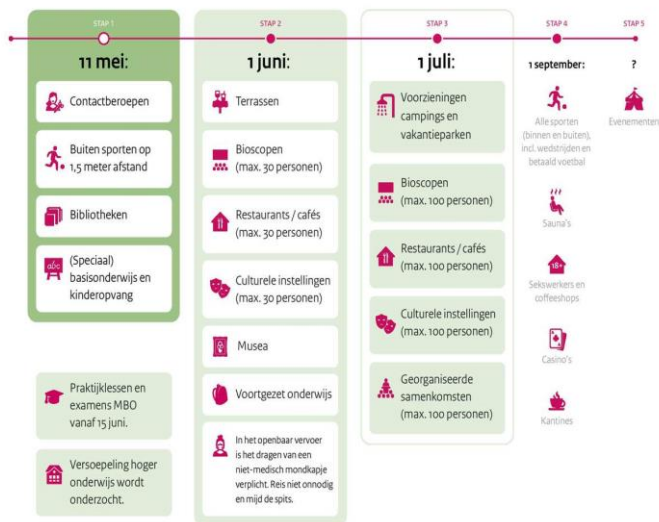 STAP 1
STAP 2
STAP 3
STAP 4
STAP 5
11 mei:
Contactberoepen
Buiten sporten op
1,5 meter afstand
Bibliotheken
abc
(Speciaal)
basisonderwijs en
kinderopvang
Praktijklessen en
examens MBO
vanaf 15 juni.
Versoepeling hoger
onderwijs wordt
onderzocht.
1 juni:
Terrassen
Bioscopen
(max. 30 personen)
Restaurants / cafés
(max. 30 personen)
Culturele instellingen
(max. 30 personen)
Musea
Voortgezet onderwijs
In het openbaar vervoer
is het dragen van een
niet-medisch mondkapje
verplicht. Reis niet onnodig
en mijd de spits.
1 juli:
Voorzieningen
campings en
vakantieparken
Bioscopen
(max. 100 personen)
Restaurants / cafés
(max. 100 personen)
Culturele instellingen
(max. 100 personen)
Georganiseerde
samenkomsten
(max. 100 personen)
1 september:
Alle sporten
(binnen en buiten),
incl. wedstrijden en
betaald voetbal
Sauna's
18+
Sekswerkers en
coffeeshops
Casino's
Kantines
?
Evenementen